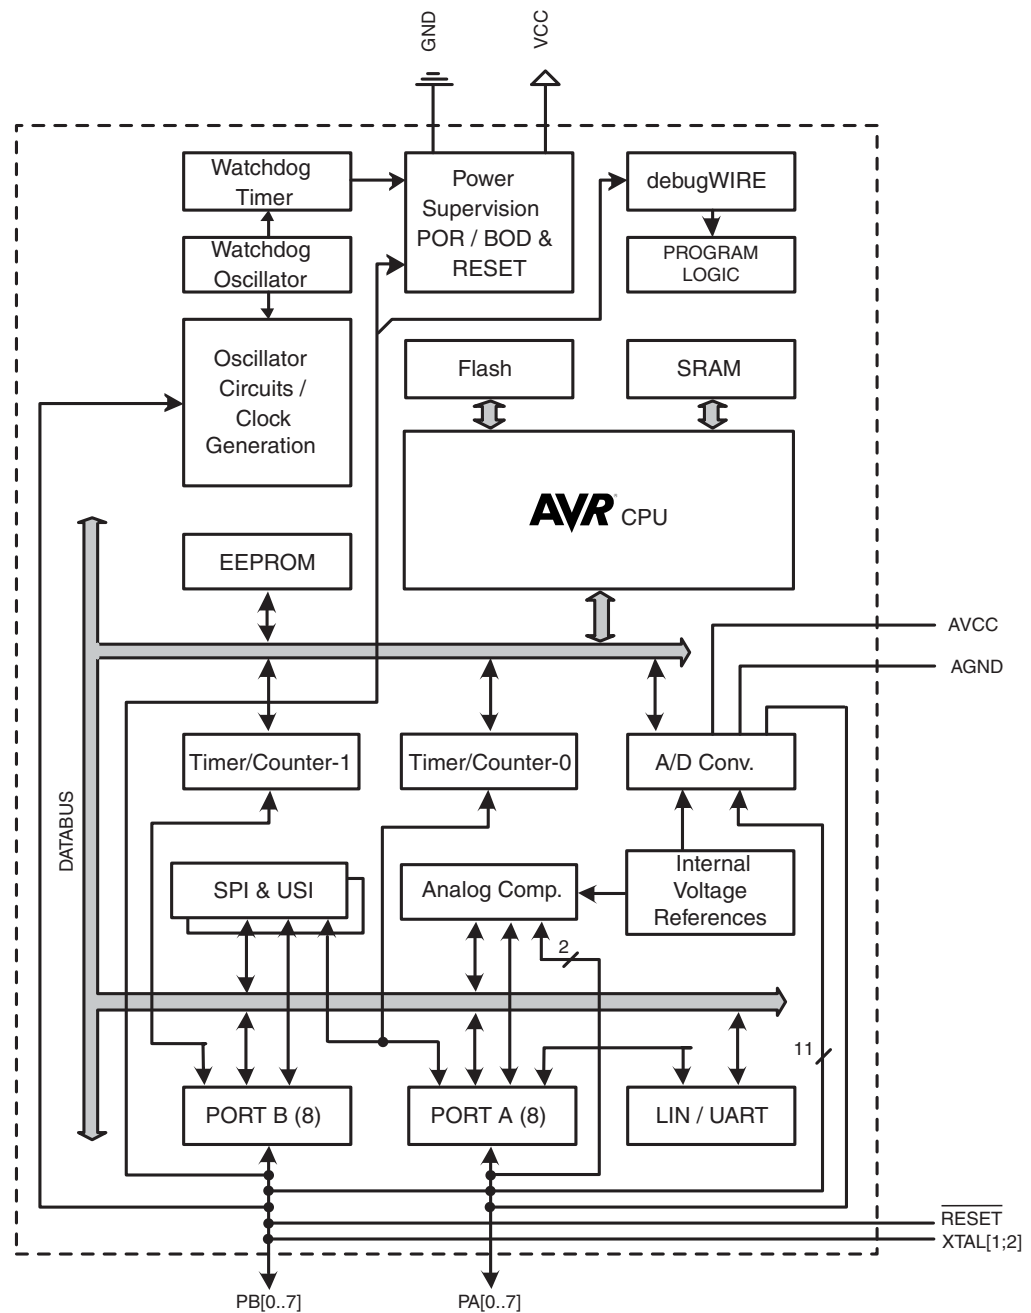 GND
VCC
Watchdog
Timer
Power
Supervision
POR / BOD &
RESET
debugWIRE
Watchdog
Oscillator
PROGRAM
LOGIC
Oscillator
Circuits /
Clock
Generation
Flash
SRAM
AVR® CPU
EEPROM
AVCC
AGND
Timer/Counter-1
Timer/Counter-0
A/D Conv.
DATABUS
SPI & USI
Analog Comp.
Internal
Voltage
References
2
11
PORT B (8)
PORT A (8)
LIN / UART
RESET
XTAL[1;2]
PB[0..7]
PA[0..7]